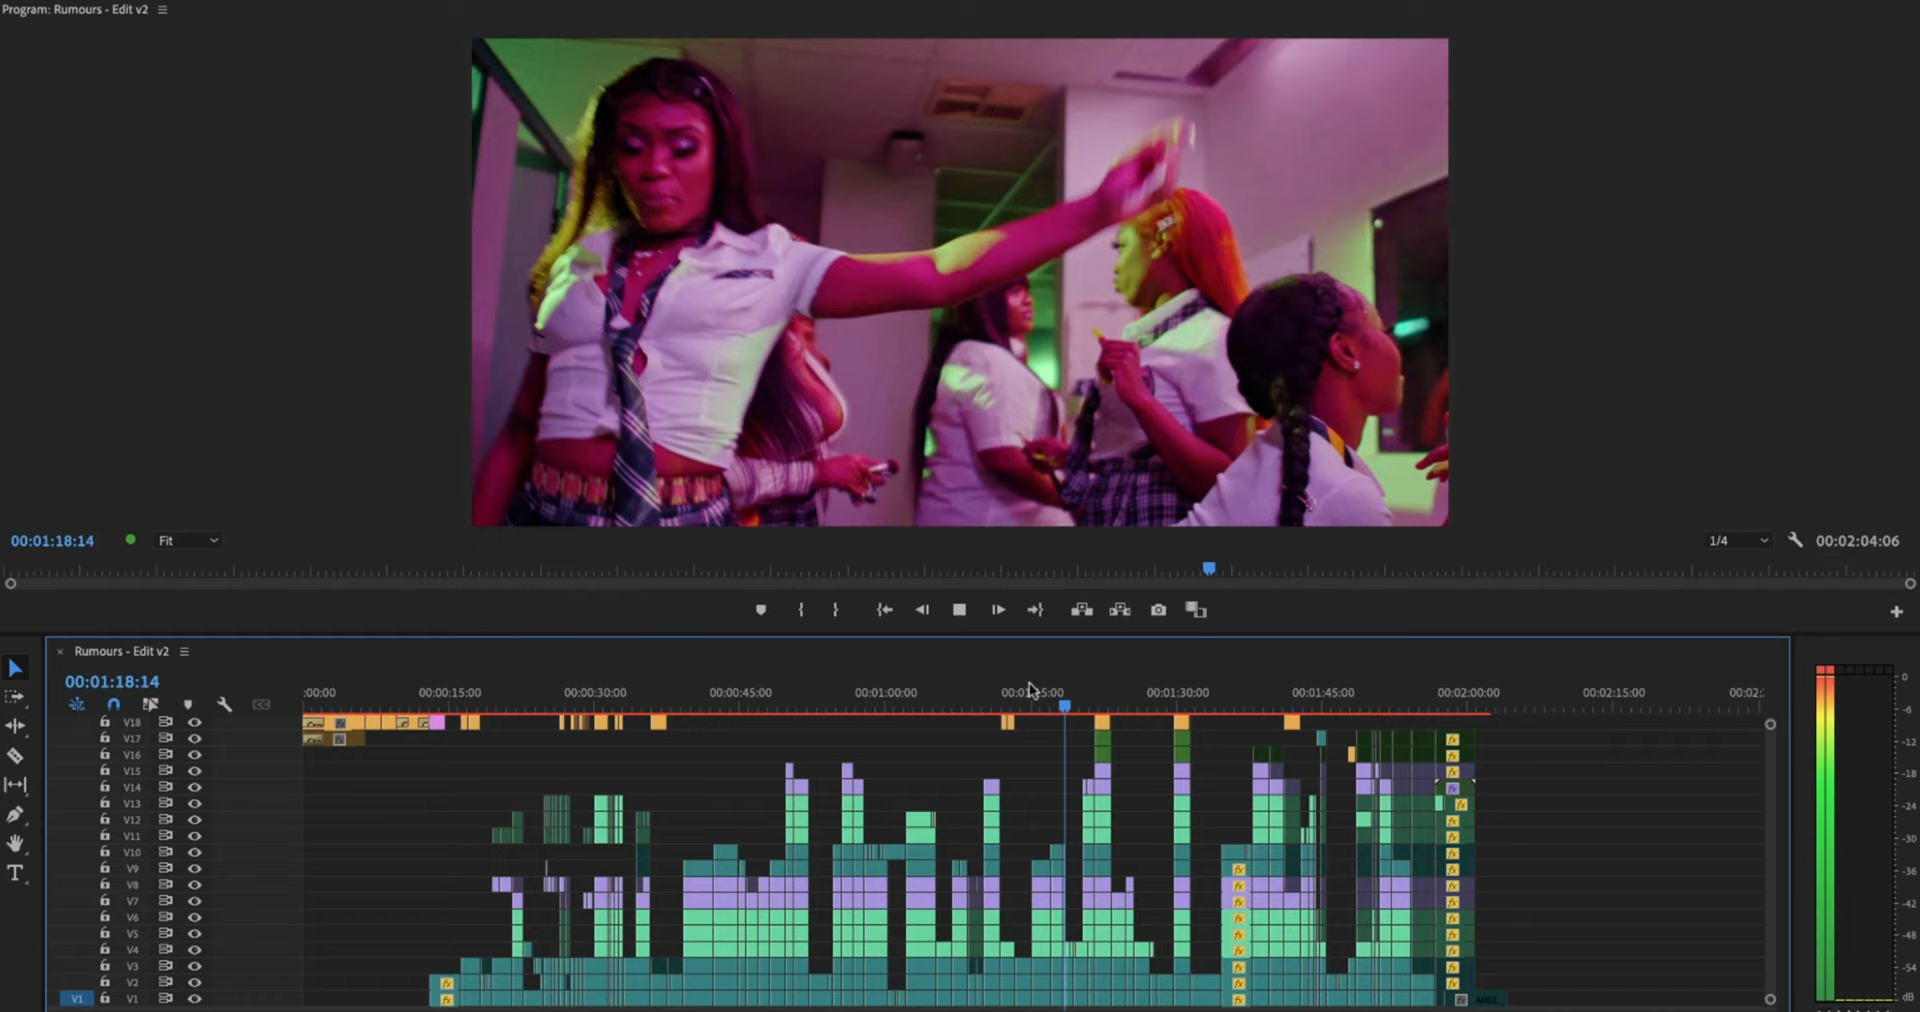 Program: Rumours - Edit v2
00:01:18:14
Fit
1/4
00:02:04:06
Rumours - Edit v2
00:01:18:14
:00:00 00:00:15:00 00:00:30:00 00:00:45:00 00:01:00:00 00:01:30:00 00:01:45:00 00:02:00:00 00:02:15:00 00:02:
V18
V17
V16
V15
V14
V13
V12
V11
V10
V9
V8
V7
V6
V5
V4
V3
V2
V1 V1
T
fx
A001
0
-6
-12
-18
-24
-30
-36
-42
-48
-54
dB